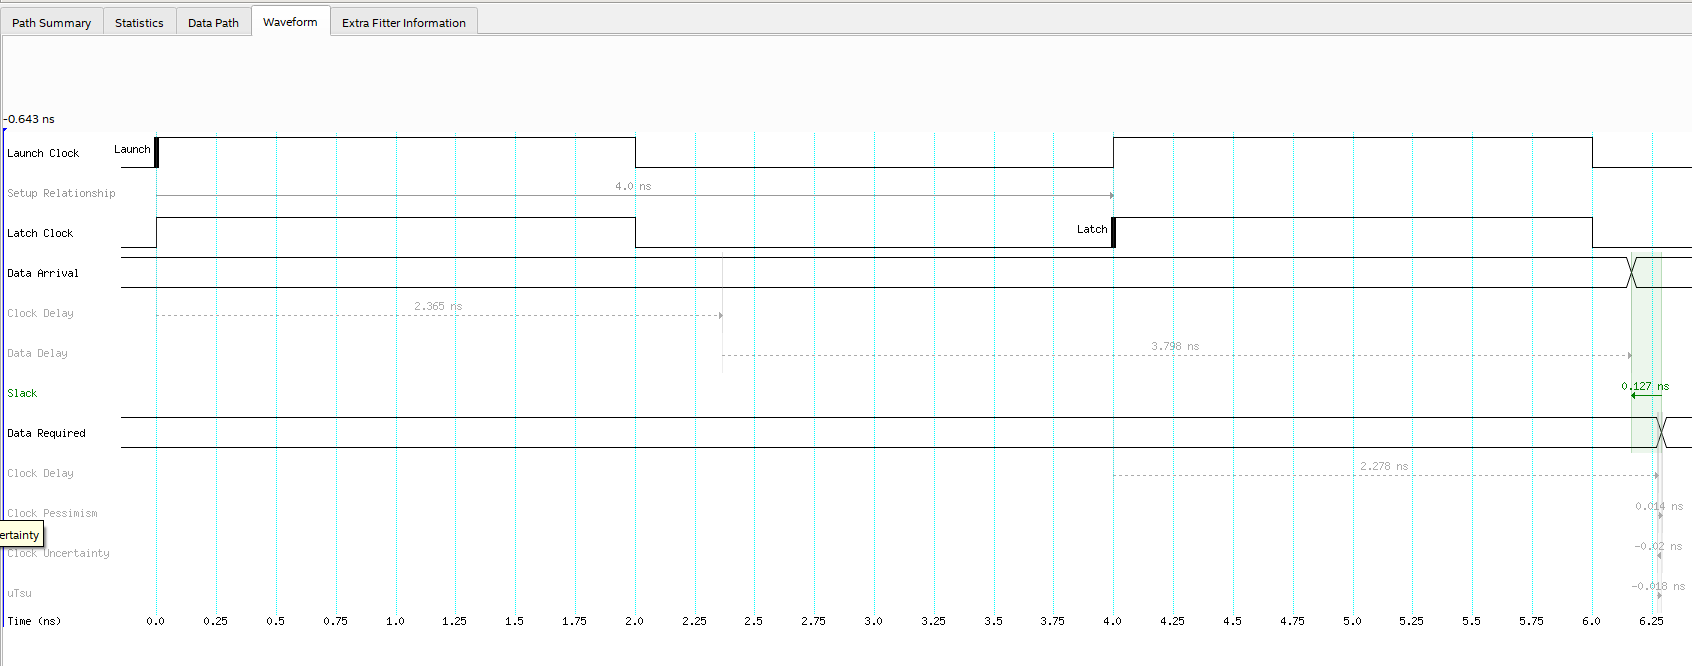 Path Summary Statistics Data Path Waveform Extra Fitter Information
-0.643 ns
Launch Clock Launch
Setup Relationship 4.0 ns
Latch Clock Latch
Data Arrival
Clock Delay 2.365 ns
Data Delay 3.798 ns
Slack 0.127 ns
Data Required
Clock Delay 2.278 ns
Clock Pessimism 0.014 ns
ertainty
Clock Uncertainty -0.02 ns
uTsu -0.018 ns
Time (ns) 0.0 0.25 0.5 0.75 1.0 1.25 1.5 1.75 2.0 2.25 2.5 2.75 3.0 3.25 3.5 3.75 4.0 4.25 4.5 4.75 5.0 5.25 5.5 5.75 6.0 6.25